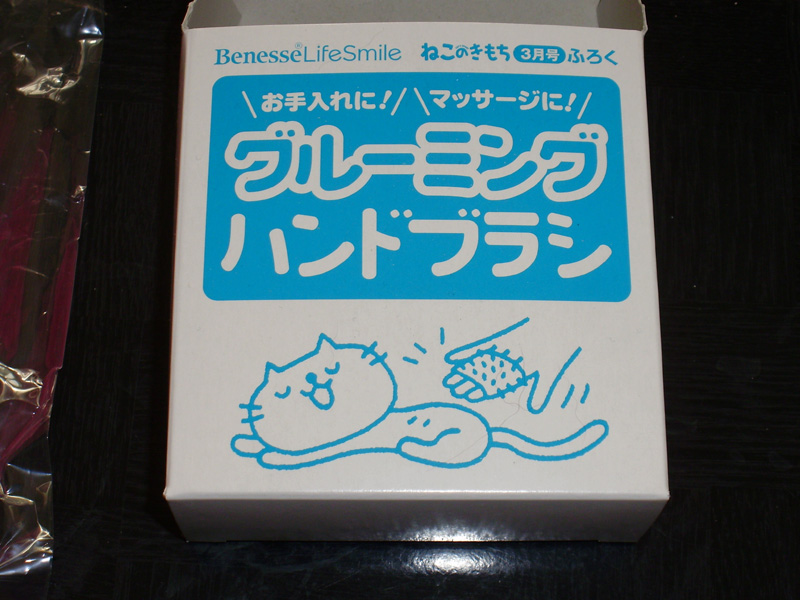 Benesse® LifeSmile ねこのきもち 3月号 ふろく
\お手入れに!/ \マッサージに!/
グルーミング
ハンドブラシ